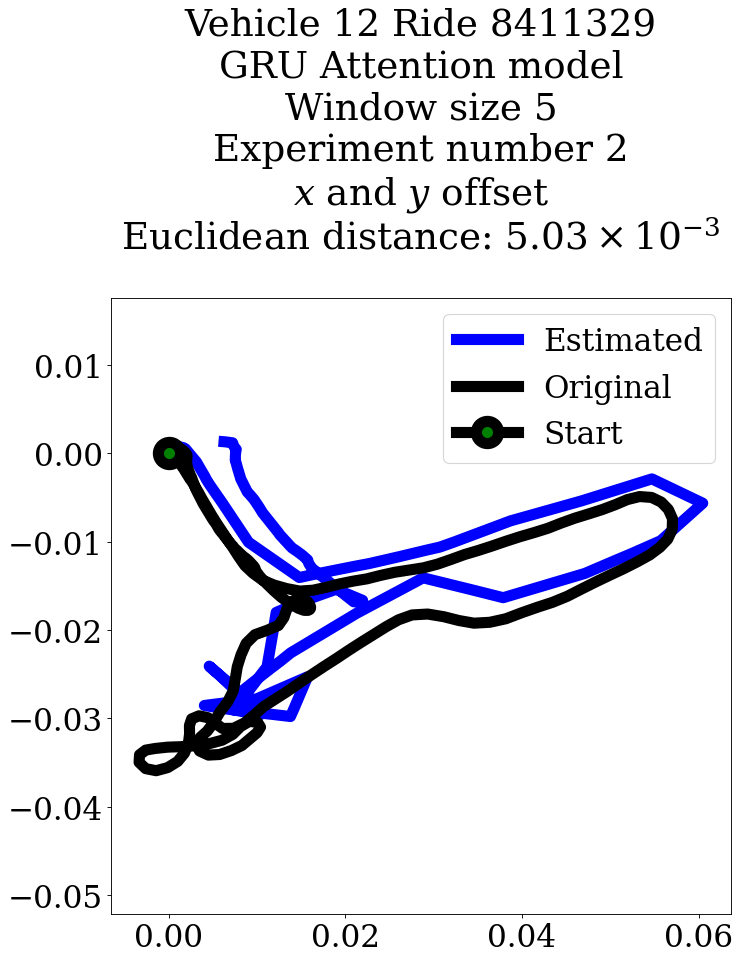 Vehicle 12 Ride 8411329
GRU Attention model
Window size 5
Experiment number 2
x and y offset
Euclidean distance: 5.03 × 10⁻³
Estimated
Original
Start
0.01
0.00
−0.01
−0.02
−0.03
−0.04
−0.05
0.00 0.02 0.04 0.06